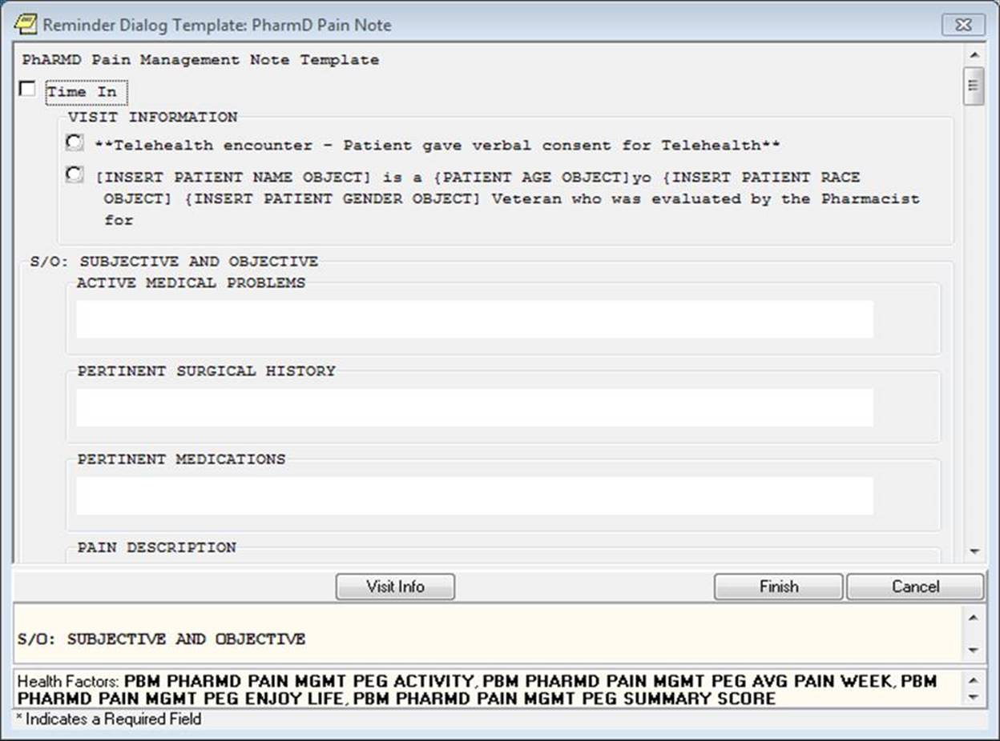 Reminder Dialog Template: PharmD Pain Note
PhARMD Pain Management Note Template
Time In
VISIT INFORMATION
**Telehealth encounter - Patient gave verbal consent for Telehealth**
[INSERT PATIENT NAME OBJECT] is a {PATIENT AGE OBJECT]yo {INSERT PATIENT RACE
OBJECT] {INSERT PATIENT GENDER OBJECT] Veteran who was evaluated by the Pharmacist
for
S/O: SUBJECTIVE AND OBJECTIVE
ACTIVE MEDICAL PROBLEMS
PERTINENT SURGICAL HISTORY
PERTINENT MEDICATIONS
PAIN DESCRIPTION
Visit Info Finish Cancel
S/O: SUBJECTIVE AND OBJECTIVE
Health Factors: PBM PHARMD PAIN MGMT PEG ACTIVITY, PBM PHARMD PAIN MGMT PEG AVG PAIN WEEK, PBM
PHARMD PAIN MGMT PEG ENJOY LIFE, PBM PHARMD PAIN MGMT PEG SUMMARY SCORE
* Indicates a Required Field